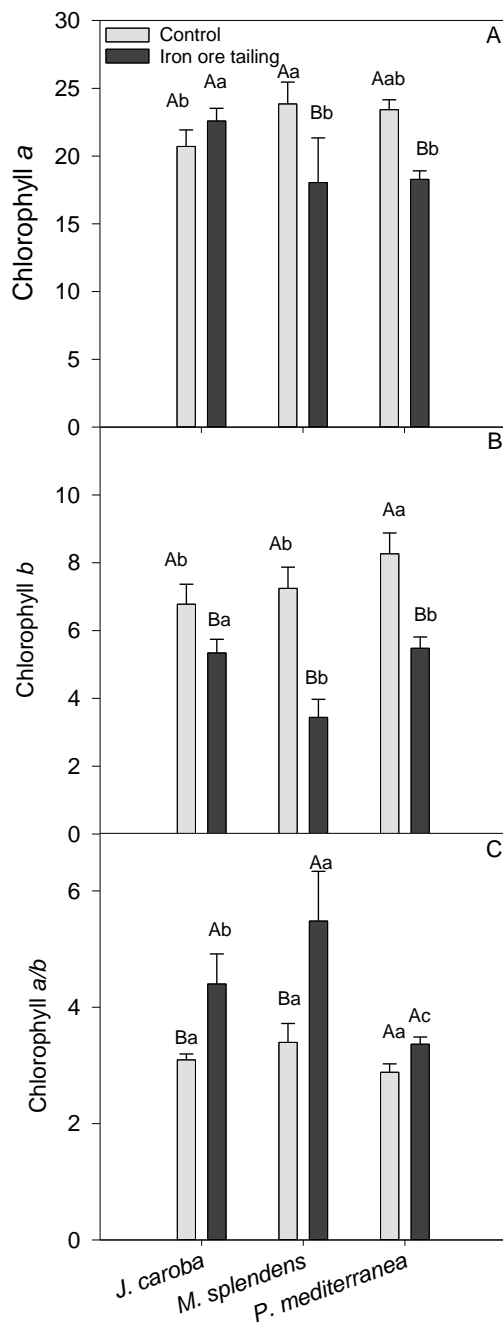 30
A
Control
Iron ore tailing
Aa
Aa
Aab
25
Ab
Bb
Bb
20
Chlorophyll a
15
10
5
0
B
10
Aa
Ab
Ab
8
Ba
Bb
Chlorophyll b
6
Bb
4
2
0
C
Aa
6
Ab
Ba
Ba
Aa
Ac
Chlorophyll a/b
4
2
0
J. caroba
M. splendens
P. mediterranea